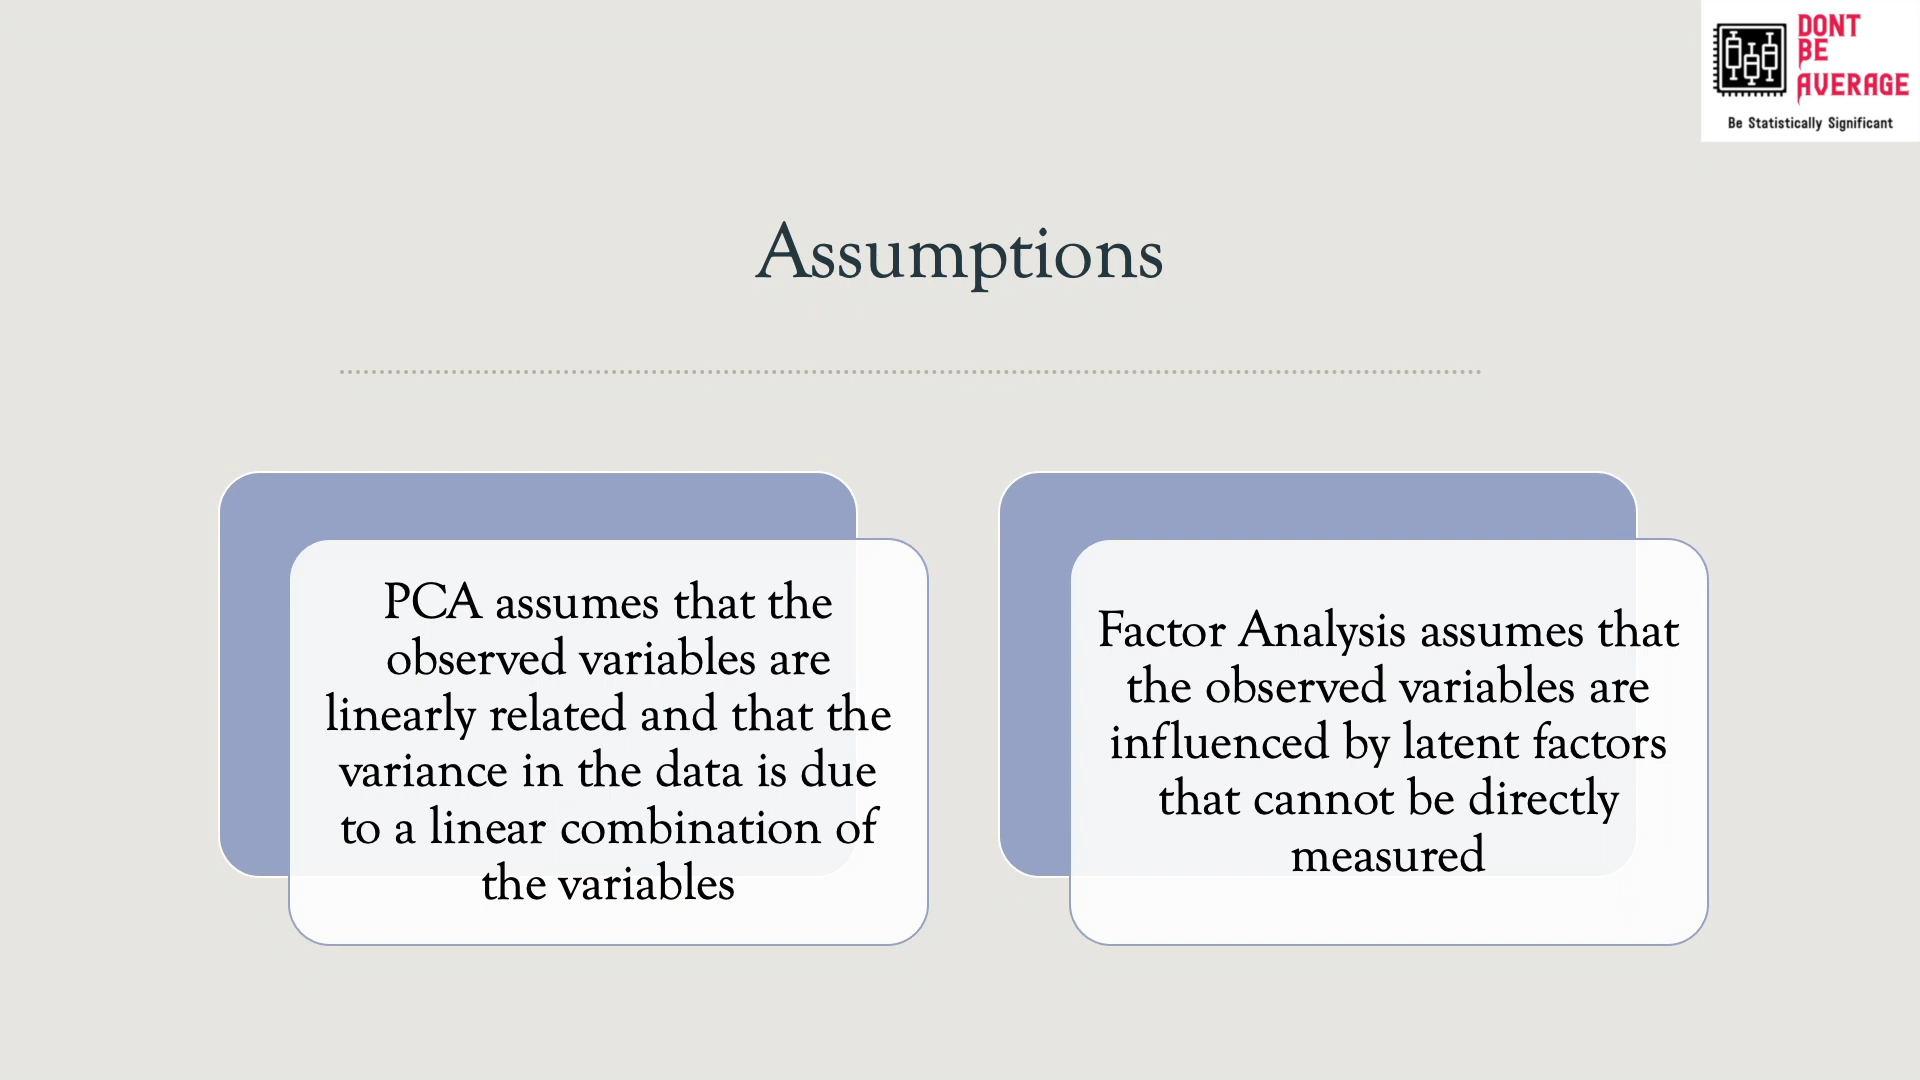 DONT
BE
AVERAGE
Be Statistically Significant
Assumptions
PCA assumes that the
observed variables are
linearly related and that the
variance in the data is due
to a linear combination of
the variables
Factor Analysis assumes that
the observed variables are
influenced by latent factors
that cannot be directly
measured